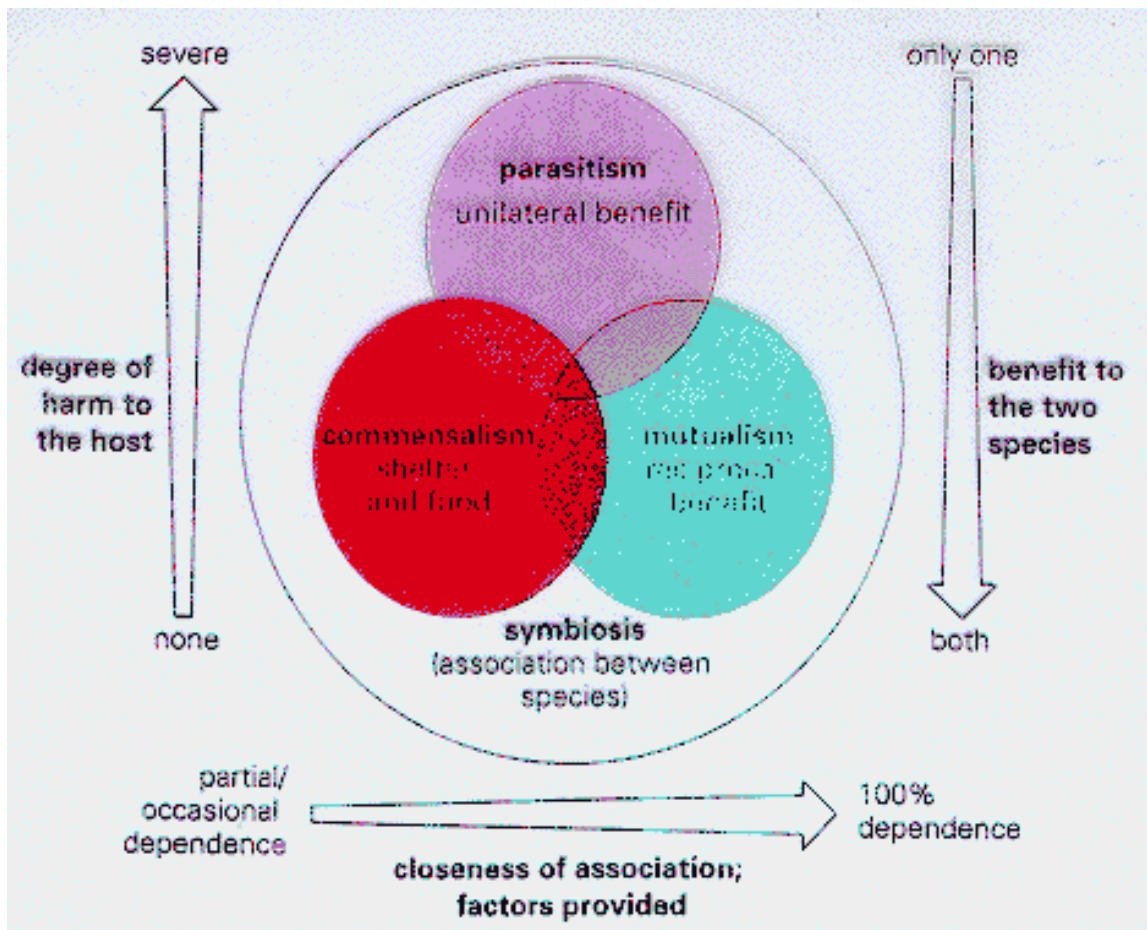 severe
only one
parasitism
unilateral benefit
degree of
harm to
the host
benefit to
the two
species
commensalism
shelter
and food
mutualism
reciprocal
benefit
none
both
symbiosis
(association between
species)
partial/
occasional
dependence
100%
dependence
closeness of association;
factors provided